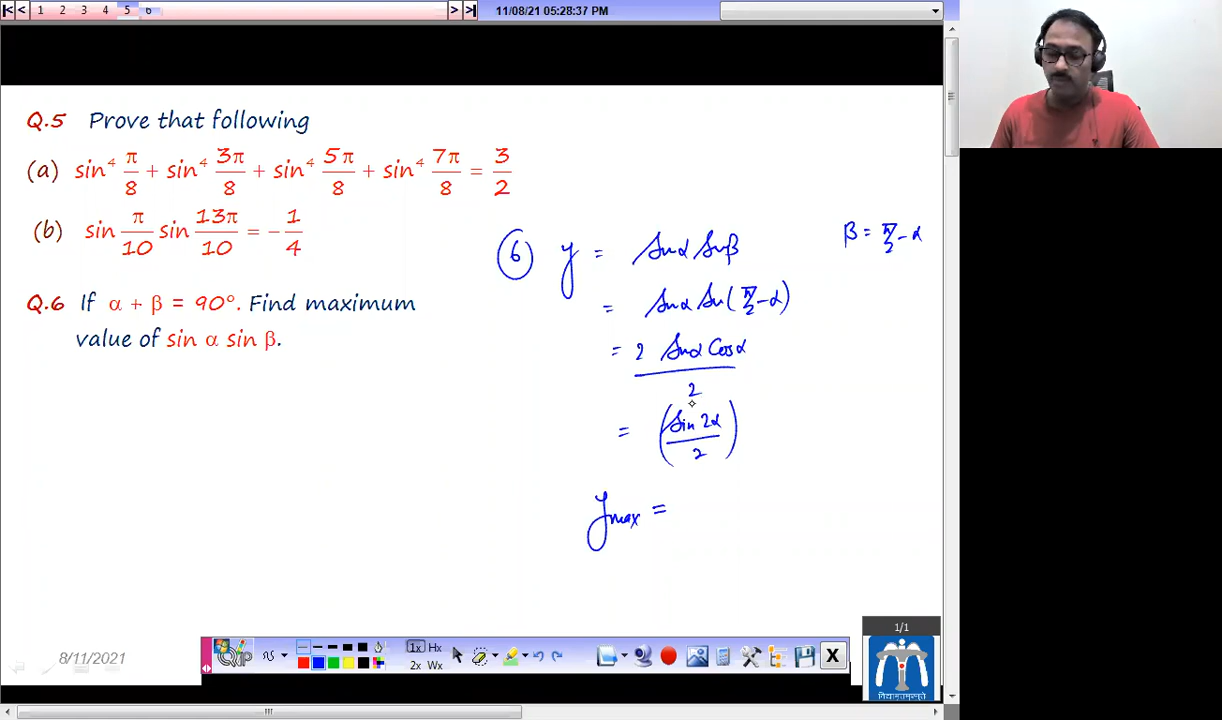 1 2 3 4 5 6 11/08/21 05:28:37 PM
Q.5 Prove that following
(a) sin⁴ π/8 + sin⁴ 3π/8 + sin⁴ 5π/8 + sin⁴ 7π/8 = 3/2
(b) sin π/10 sin 13π/10 = -1/4
Q.6 If α + β = 90°. Find maximum
value of sin α sin β.
6 y = sinα sinβ
β = π/2 - α
= sinα sin(π/2 - α)
= 2 sinα cosα / 2
= (sin 2α / 2)
y max =
1/1
8/11/2021
1x Hx
2x Wx
विद्यानृतमश्नुते